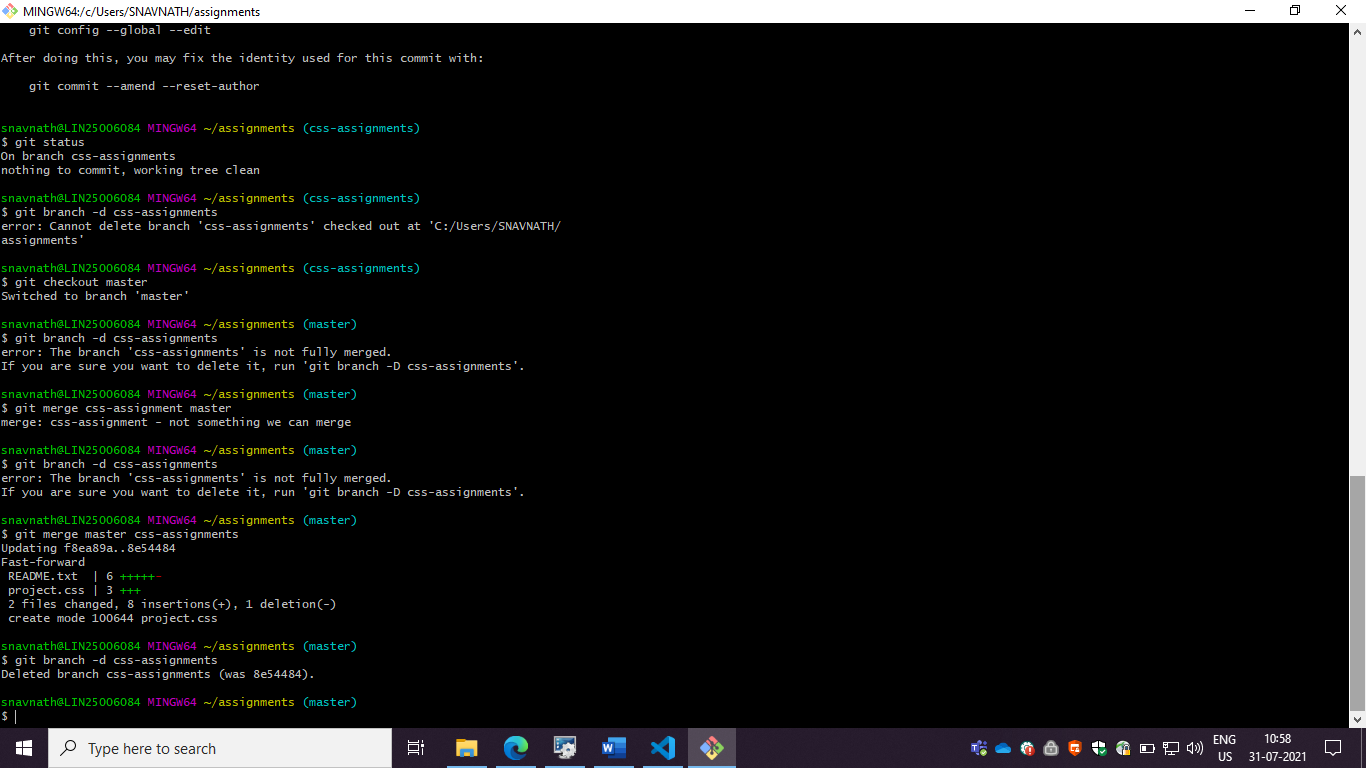 MINGW64:/c/Users/SNAVNATH/assignments
    git config --global --edit
After doing this, you may fix the identity used for this commit with:
    git commit --amend --reset-author
snavnath@LIN25006084 MINGW64 ~/assignments (css-assignments)
$ git status
On branch css-assignments
nothing to commit, working tree clean
snavnath@LIN25006084 MINGW64 ~/assignments (css-assignments)
$ git branch -d css-assignments
error: Cannot delete branch 'css-assignments' checked out at 'C:/Users/SNAVNATH/
assignments'
snavnath@LIN25006084 MINGW64 ~/assignments (css-assignments)
$ git checkout master
Switched to branch 'master'
snavnath@LIN25006084 MINGW64 ~/assignments (master)
$ git branch -d css-assignments
error: The branch 'css-assignments' is not fully merged.
If you are sure you want to delete it, run 'git branch -D css-assignments'.
snavnath@LIN25006084 MINGW64 ~/assignments (master)
$ git merge css-assignment master
merge: css-assignment - not something we can merge
snavnath@LIN25006084 MINGW64 ~/assignments (master)
$ git branch -d css-assignments
error: The branch 'css-assignments' is not fully merged.
If you are sure you want to delete it, run 'git branch -D css-assignments'.
snavnath@LIN25006084 MINGW64 ~/assignments (master)
$ git merge master css-assignments
Updating f8ea89a..8e54484
Fast-forward
 README.txt  | 6 +++++-
 project.css | 3 +++
 2 files changed, 8 insertions(+), 1 deletion(-)
 create mode 100644 project.css
snavnath@LIN25006084 MINGW64 ~/assignments (master)
$ git branch -d css-assignments
Deleted branch css-assignments (was 8e54484).
snavnath@LIN25006084 MINGW64 ~/assignments (master)
$
Type here to search
ENG
US
10:58
31-07-2021